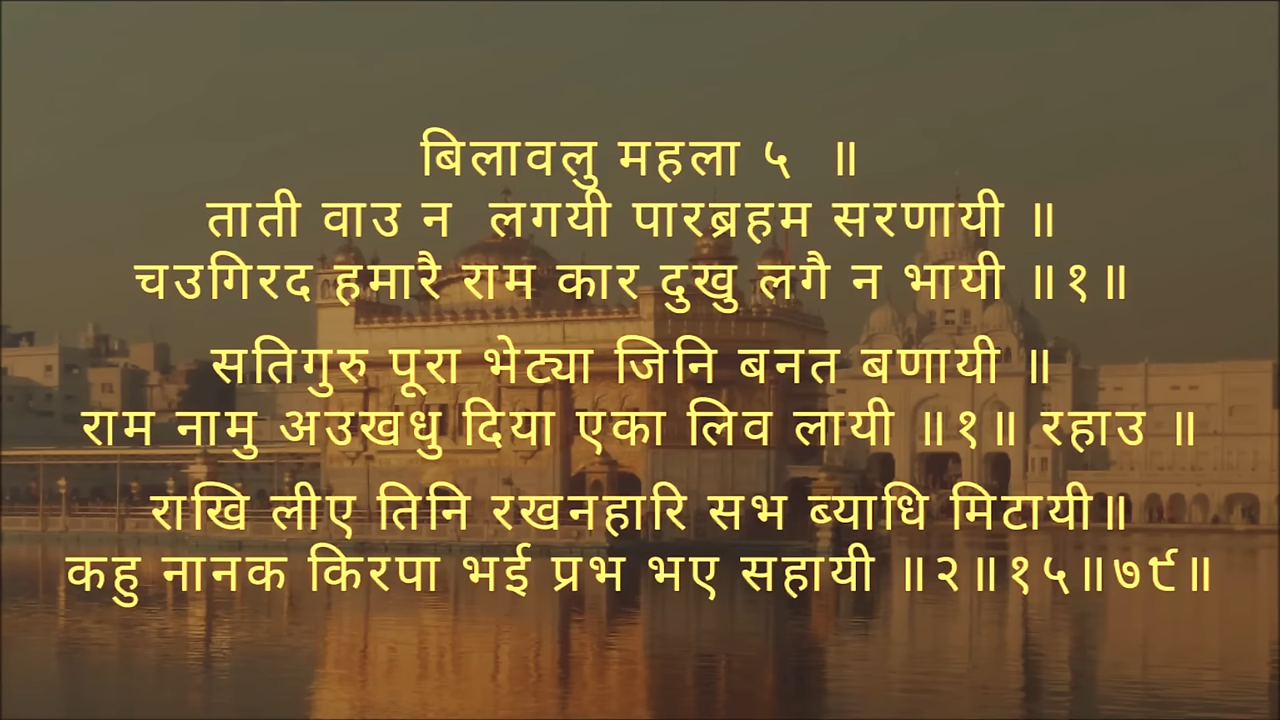 बिलावलु महला ५ ॥
ताती वाउ न लगयी पारब्रहम सरणायी ॥
चउगिरद हमारै राम कार दुखु लगै न भायी ॥१॥
सतिगुरु पूरा भेट्या जिनि बनत बणायी ॥
राम नामु अउखधु दिया एका लिव लायी ॥१॥ रहाउ ॥
राखि लीए तिनि रखनहारि सभ ब्याधि मिटायी॥
कहु नानक किरपा भई प्रभ भए सहायी ॥२॥१५॥७९॥